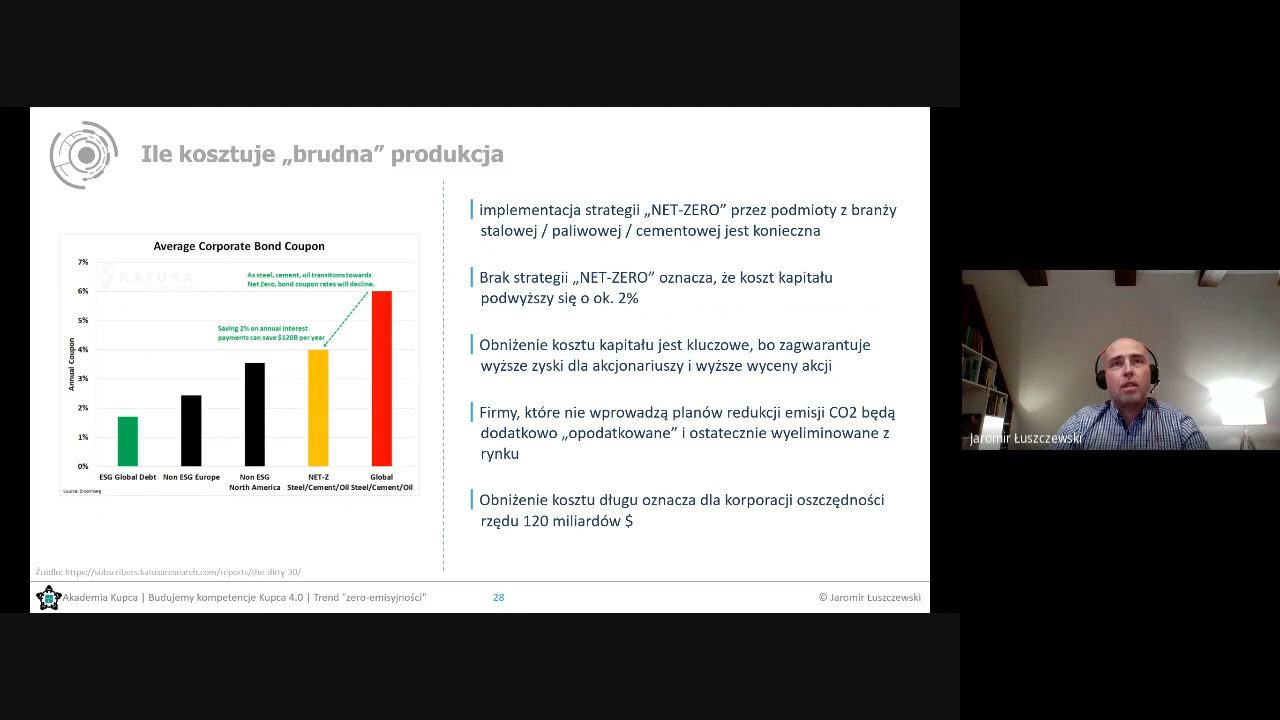 Ile kosztuje „brudna” produkcja
Average Corporate Bond Coupon
7%
6%
5%
4%
3%
2%
1%
0%
Annual Coupon
KATUSA
As steel, cement, oil transitions towards
Net Zero, bond coupon rates will decline.
Saving 2% on annual interest
payments can save $120B per year
ESG Global Debt
Non ESG Europe
Non ESG
North America
NET-Z
Steel/Cement/Oil
Global
Steel/Cement/Oil
Source: bloomberg
implementacja strategii „NET-ZERO” przez podmioty z branży
stalowej / paliwowej / cementowej jest konieczna
Brak strategii „NET-ZERO” oznacza, że koszt kapitału
podwyższy się o ok. 2%
Obniżenie kosztu kapitału jest kluczowe, bo zagwarantuje
wyższe zyski dla akcjonariuszy i wyższe wyceny akcji
Firmy, które nie wprowadzą planów redukcji emisji CO2 będą
dodatkowo „opodatkowane” i ostatecznie wyeliminowane z
rynku
Obniżenie kosztu długu oznacza dla korporacji oszczędności
rzędu 120 miliardów $
Źródło: https://subscribers.katusaresearch.com/reports/the-dirty-30/
Akademia Kupca | Budujemy kompetencje Kupca 4.0 | Trend "zero-emisyjności"
28
© Jaromir Łuszczewski
Jaromir Łuszczewski